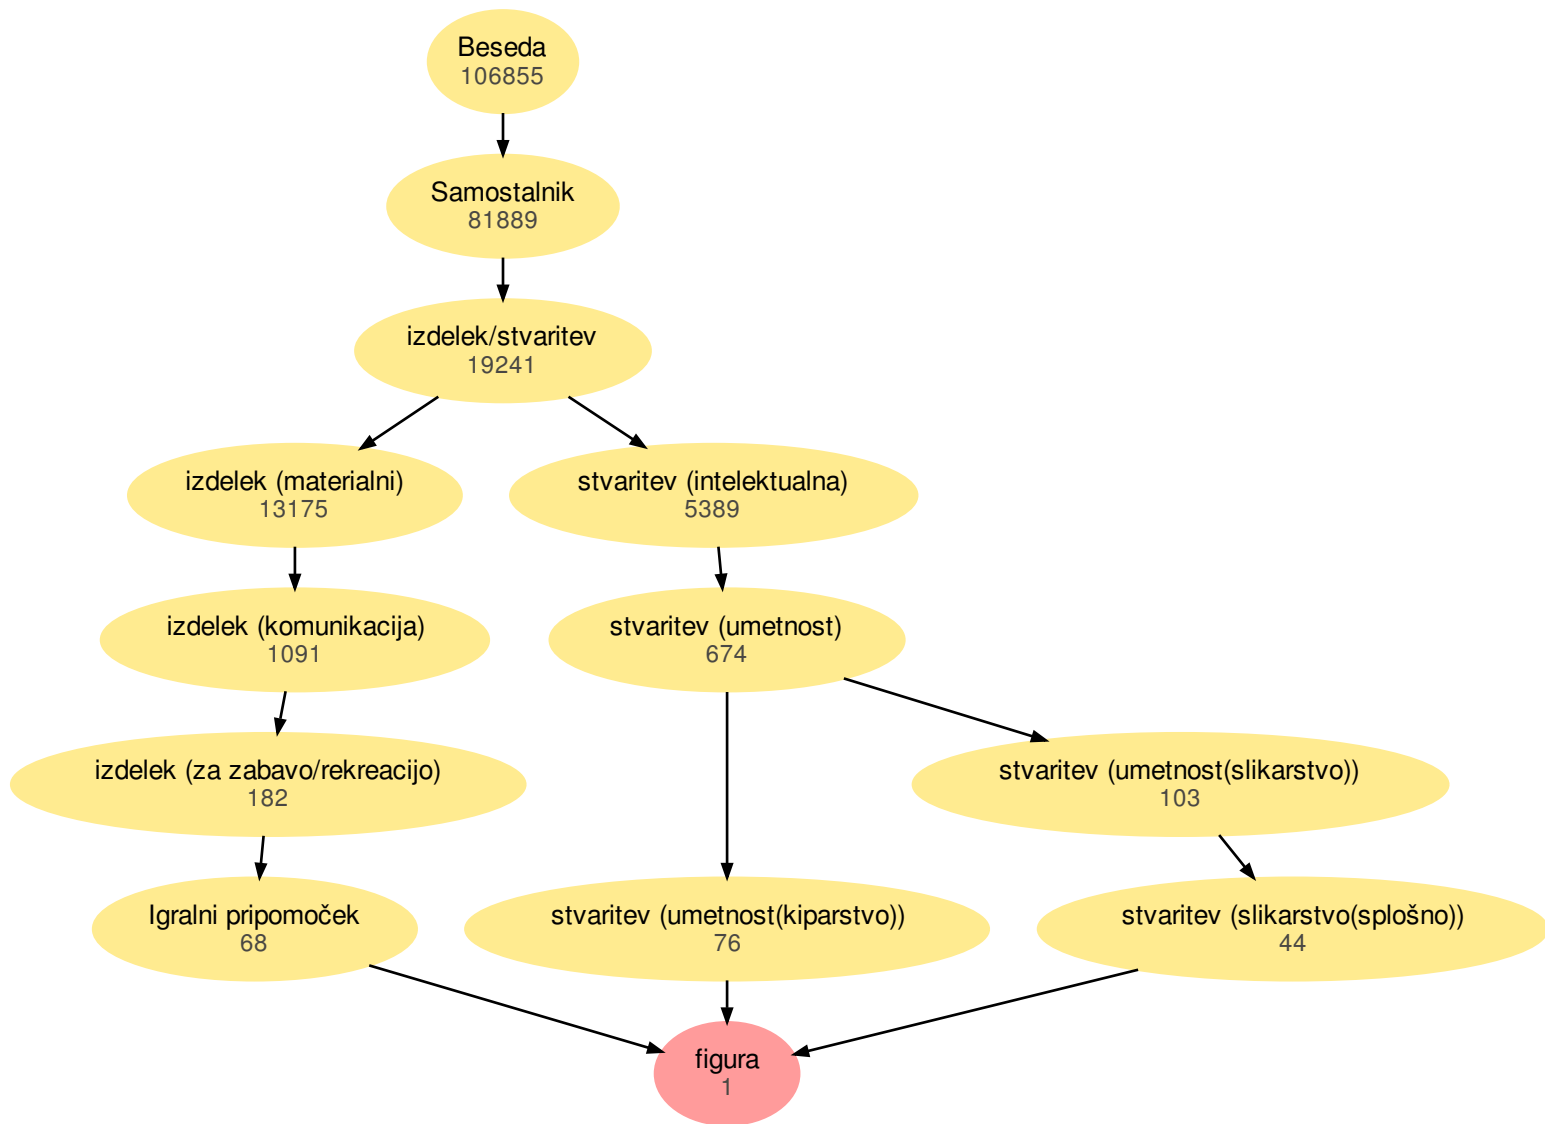 Beseda
106855
Samostalnik
81889
izdelek/stvaritev
19241
izdelek (materialni)
13175
stvaritev (intelektualna)
5389
izdelek (komunikacija)
1091
stvaritev (umetnost)
674
izdelek (za zabavo/rekreacijo)
182
stvaritev (umetnost(slikarstvo))
103
Igralni pripomoček
68
stvaritev (umetnost(kiparstvo))
76
stvaritev (slikarstvo(splošno))
44
figura
1